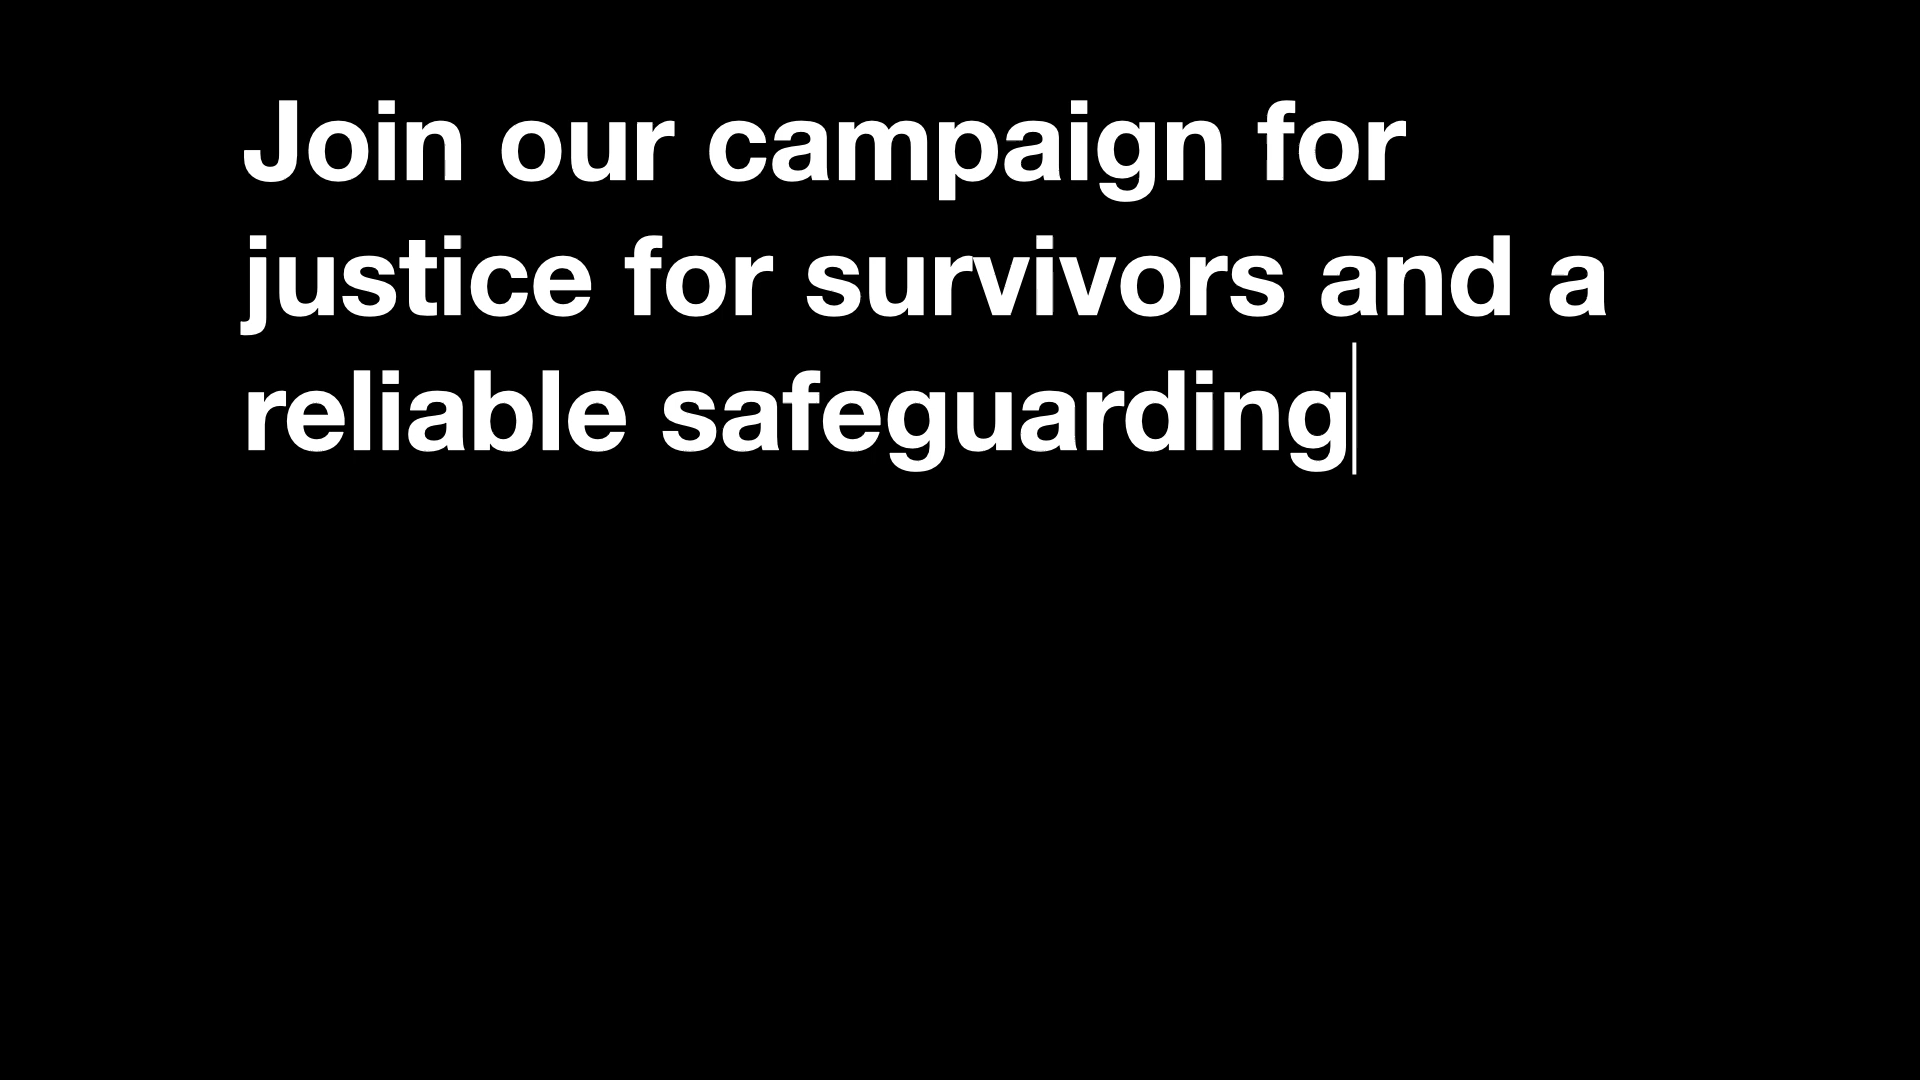 Join our campaign for
justice for survivors and a
reliable safeguarding